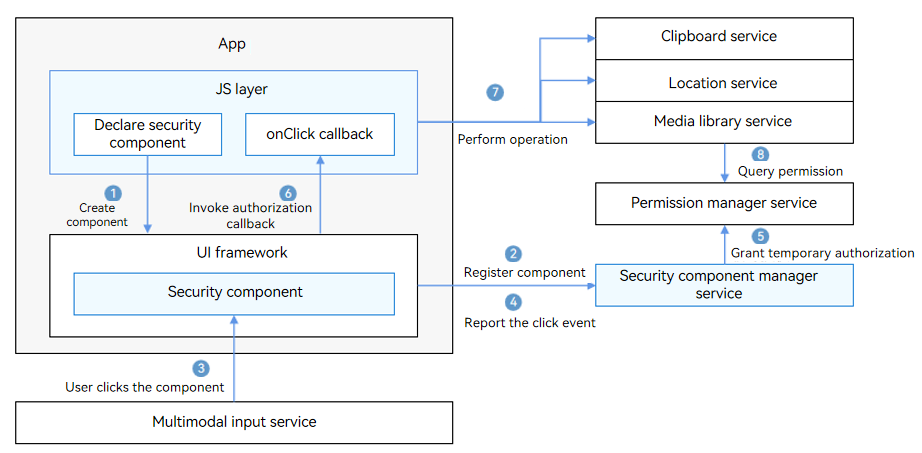 App
JS layer
Declare security
component
onClick callback
1
Create
component
6
Invoke authorization
callback
UI framework
Security component
3
User clicks the component
Multimodal input service
2
Register component
4
Report the click event
7
Perform operation
Clipboard service
Location service
Media library service
8
Query permission
Permission manager service
5
Grant temporary authorization
Security component manager
service